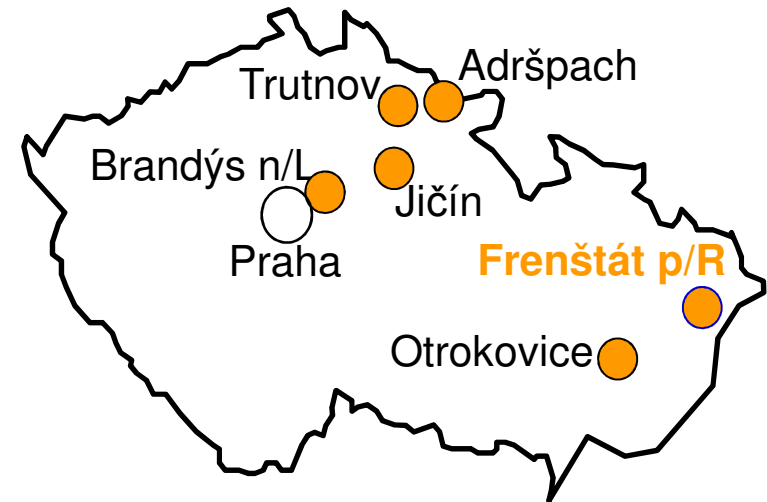 Adršpach
Trutnov
Brandýs n/L
Jičín
Praha
Frenštát p/R
Otrokovice